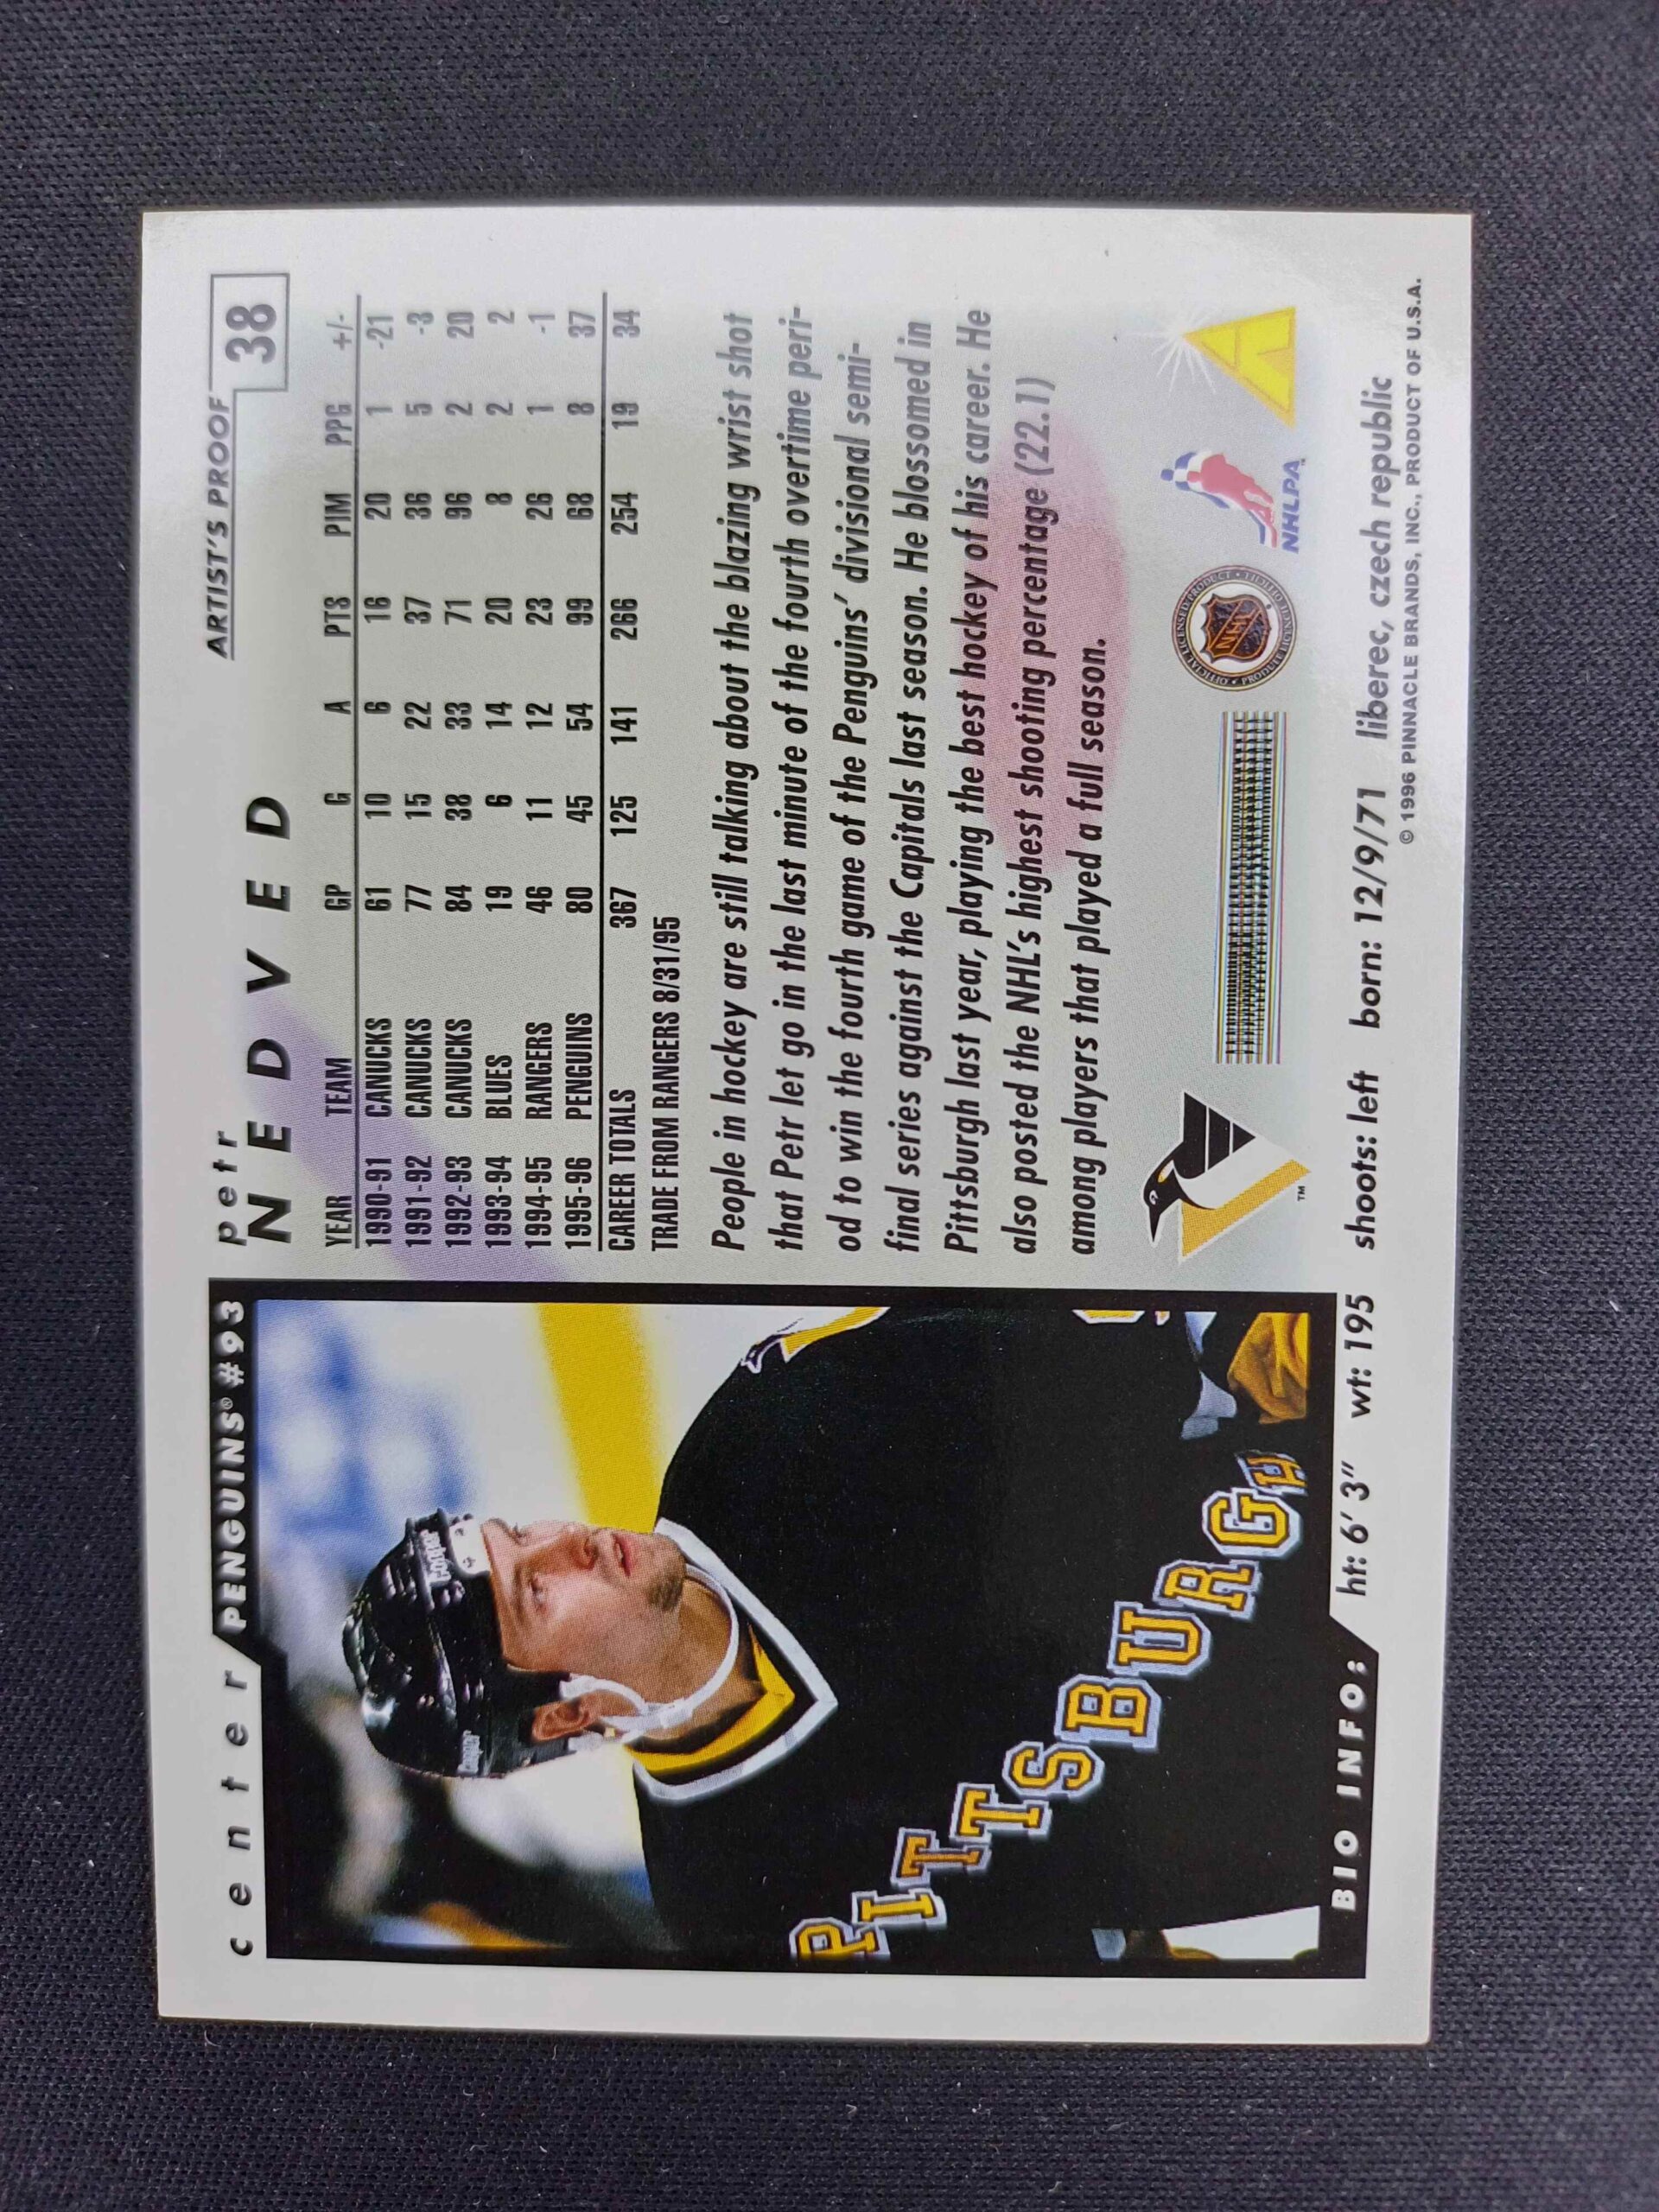 center PENGUINS® #93
petr
NEDVED
ARTIST'S PROOF
38
YEAR TEAM GP G A PTS PIM PPG +/-
1990-91 CANUCKS 61 10 6 16 20 1 -21
1991-92 CANUCKS 77 15 22 37 36 5 -3
1992-93 CANUCKS 84 38 33 71 96 2 20
1993-94 BLUES 19 6 14 20 8 2 2
1994-95 RANGERS 46 11 12 23 26 1 -1
1995-96 PENGUINS 80 45 54 99 68 8 37
CAREER TOTALS 367 125 141 266 254 19 34
TRADE FROM RANGERS 8/31/95
People in hockey are still talking about the blazing wrist shot
that Petr let go in the last minute of the fourth overtime peri-
od to win the fourth game of the Penguins' divisional semi-
final series against the Capitals last season. He blossomed in
Pittsburgh last year, playing the best hockey of his career. He
also posted the NHL's highest shooting percentage (22.1)
among players that played a full season.
Cooper
Cooper
PITTSBURGH
TM
OFFICIAL LICENSED PRODUCT
NHL
NHLPA
BIO INFO: ht: 6' 3" wt: 195 shoots: left born: 12/9/71 liberec, czech republic
© 1996 PINNACLE BRANDS, INC., PRODUCT OF U.S.A.